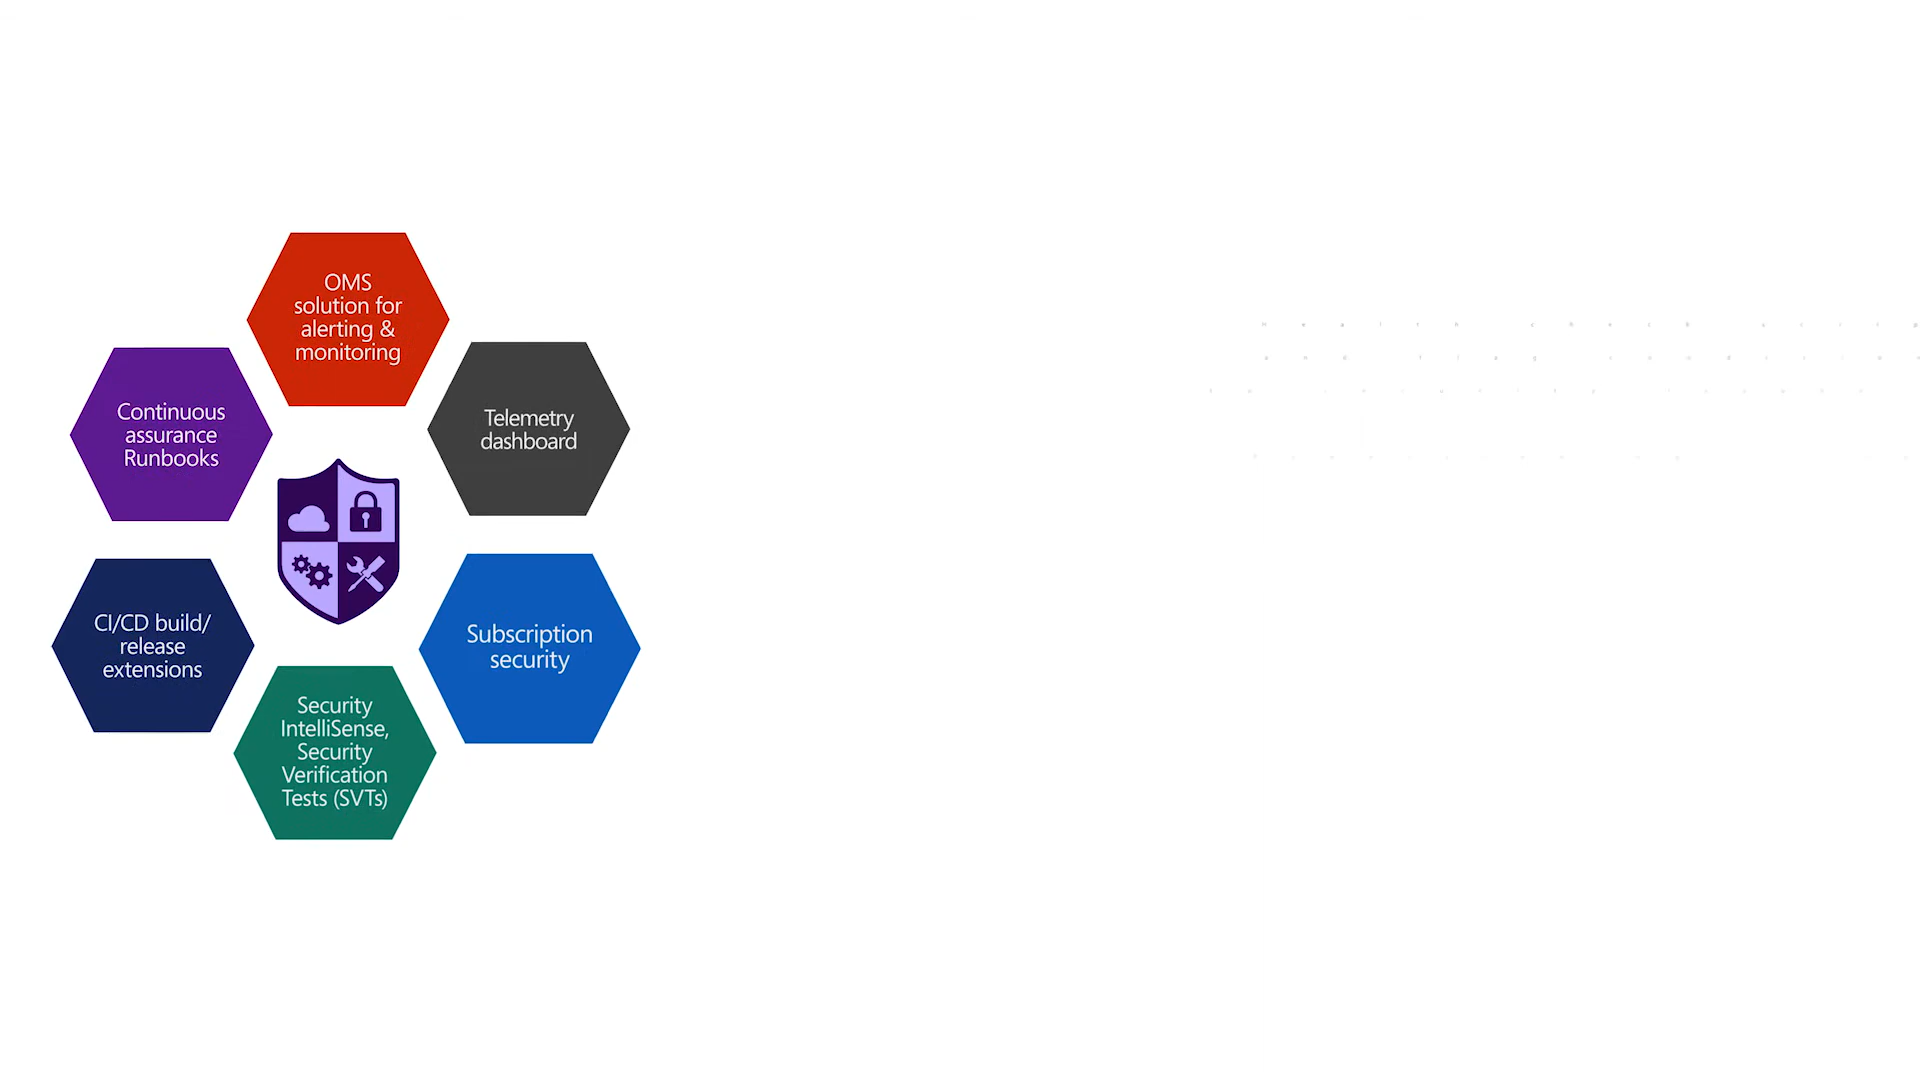 OMS
solution for
alerting &
monitoring
Telemetry
dashboard
Continuous
assurance
Runbooks
Subscription
security
CI/CD build/
release
extensions
Security
IntelliSense,
Security
Verification
Tests (SVTs)